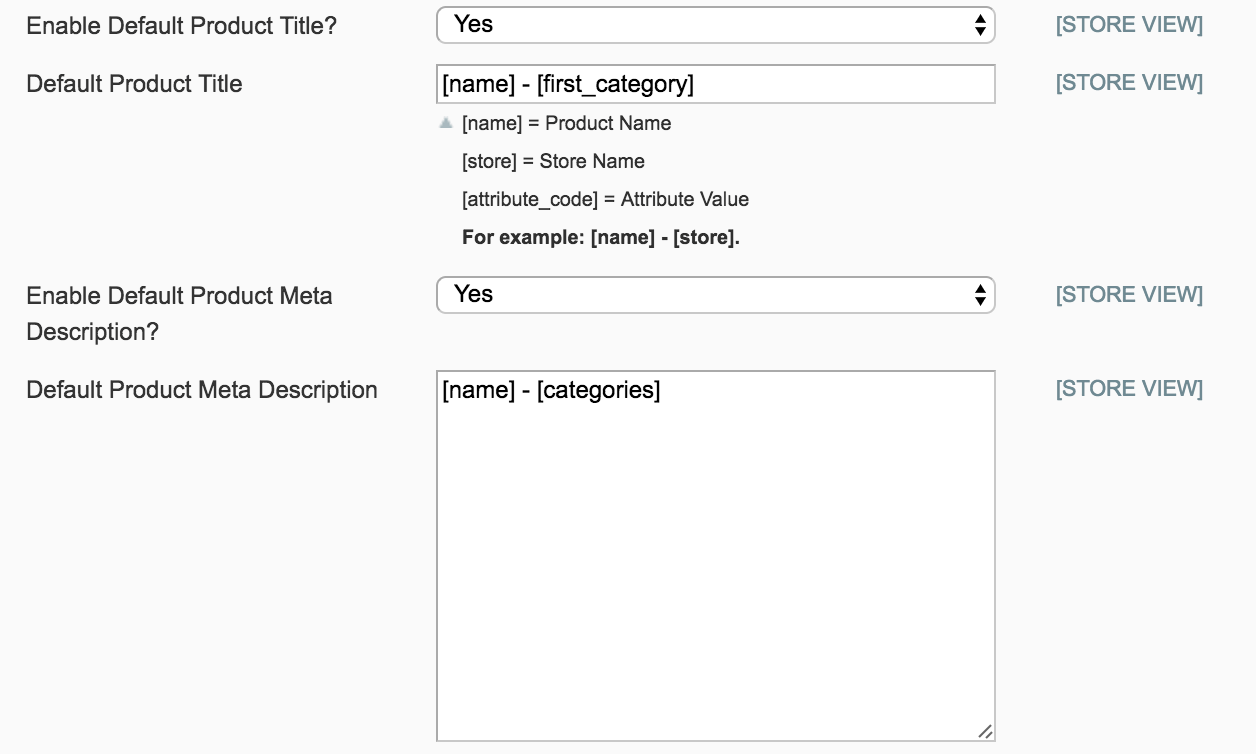 Enable Default Product Title? Yes [STORE VIEW]
Default Product Title [name] - [first_category] [STORE VIEW]
[name] = Product Name
[store] = Store Name
[attribute_code] = Attribute Value
For example: [name] - [store].
Enable Default Product Meta Yes [STORE VIEW]
Description?
Default Product Meta Description [name] - [categories] [STORE VIEW]